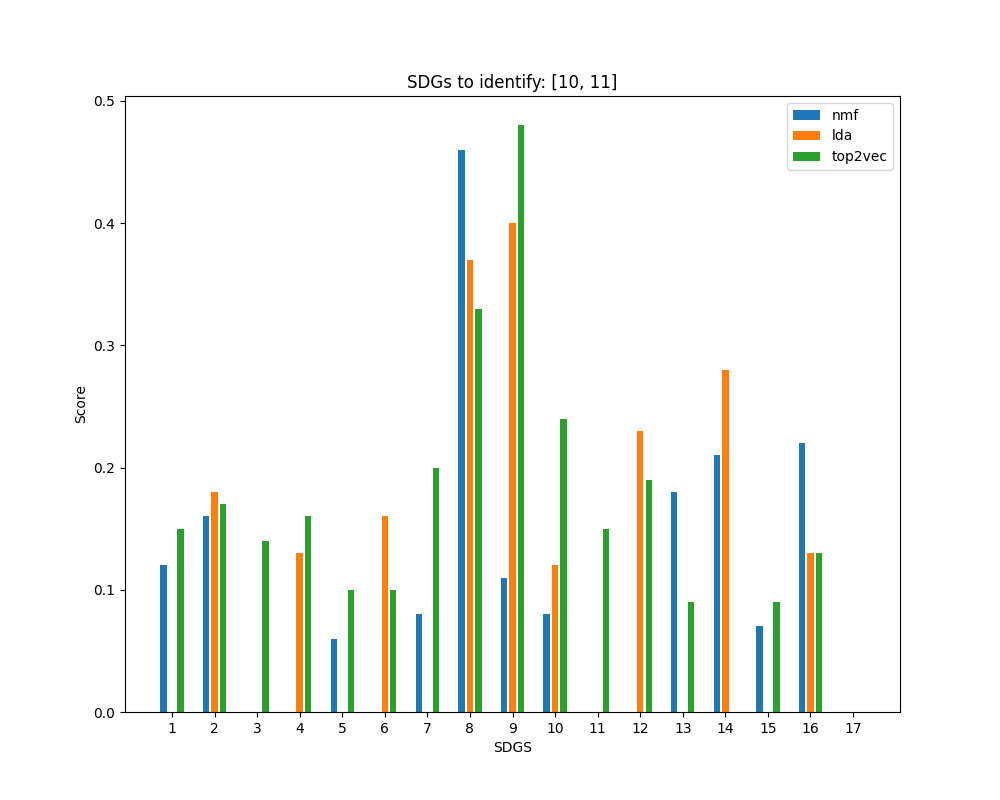 SDGs to identify: [10, 11]
nmf
lda
top2vec
0.5
0.4
0.3
0.2
0.1
0.0
Score
1 2 3 4 5 6 7 8 9 10 11 12 13 14 15 16 17
SDGS